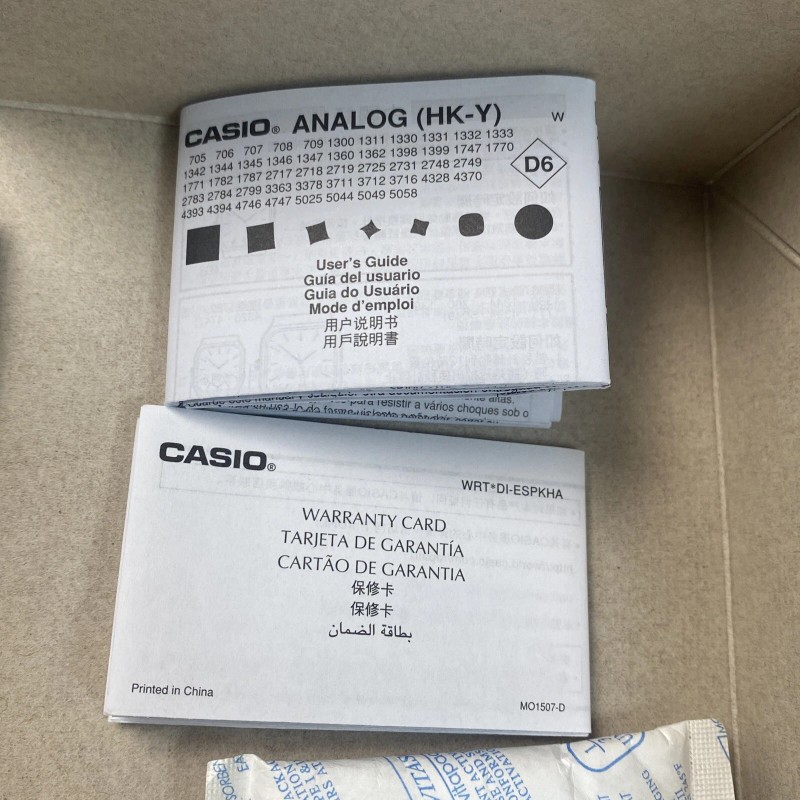 CASIO® ANALOG (HK-Y) W
705 706 707 708 709 1300 1311 1330 1331 1332 1333
1342 1344 1345 1346 1347 1360 1362 1398 1399 1747 1770
1771 1782 1787 2717 2718 2719 2725 2731 2748 2749
2783 2784 2799 3363 3378 3711 3712 3716 4328 4370
4393 4394 4746 4747 5025 5044 5049 5058
D6
User's Guide
Guía del usuario
Guia do Usuário
Mode d'emploi
用户说明书
用戶說明書
para resistir a vários choques sob o
CASIO®
WRT*DI-ESPKHA
WARRANTY CARD
TARJETA DE GARANTÍA
CARTÃO DE GARANTIA
保修卡
保修卡
بطاقة الضمان
Printed in China
MO1507-D